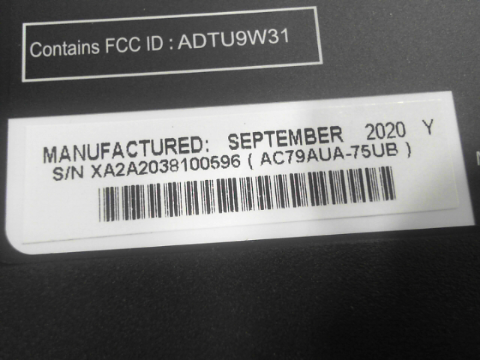 Contains FCC ID : ADTU9W31
MANUFACTURED: SEPTEMBER 2020 Y
S/N XA2A2038100596 ( AC79AUA-75UB )